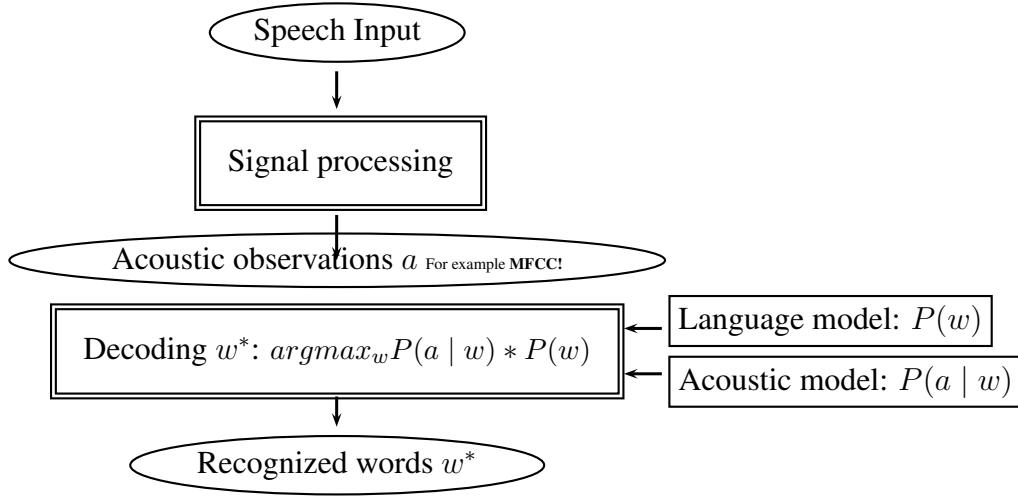 Speech Input
Signal processing
Acoustic observations a For example MFCC!
Language model: P(w)
Decoding w*: argmax_w P(a | w) * P(w)
Acoustic model: P(a | w)
Recognized words w*